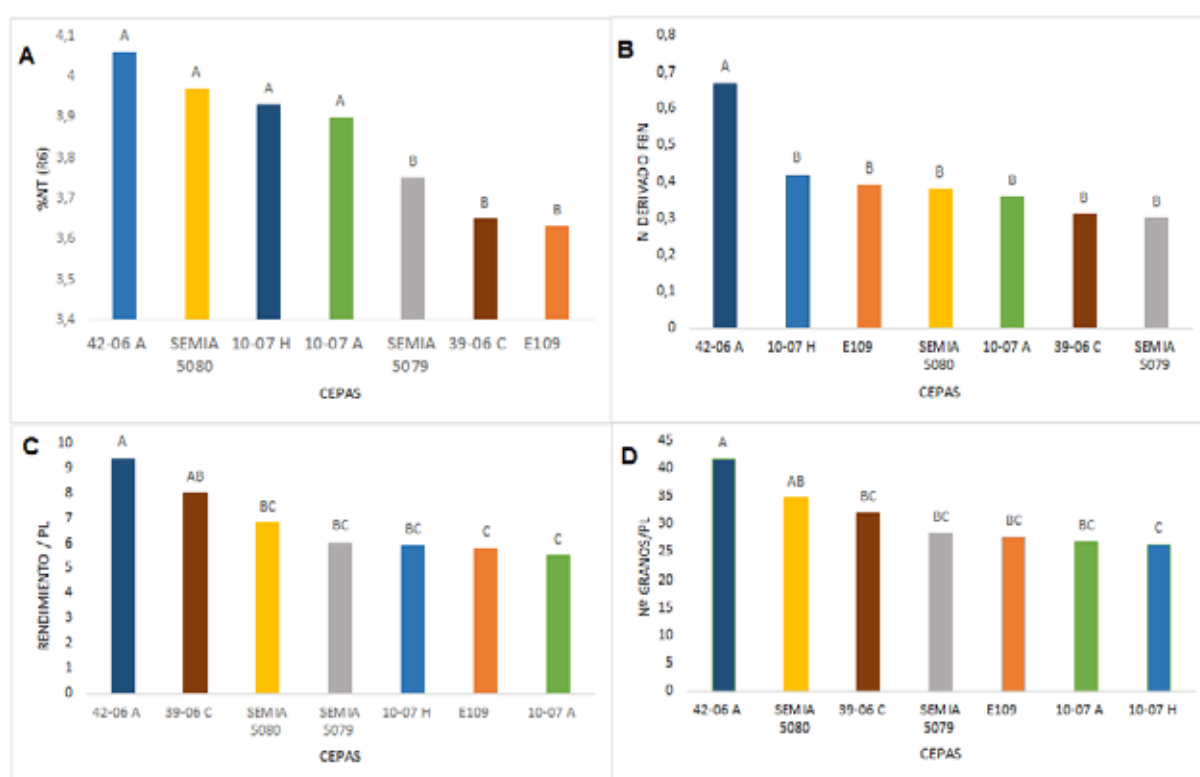 A
%NT (R6)
4,1
4
3,9
3,8
3,7
3,6
3,5
3,4
A
A
A
A
B
B
B
42-06 A
SEMIA 5080
10-07 H
10-07 A
SEMIA 5079
39-06 C
E109
CEPAS
B
N DERIVADO FBN
0,8
0,7
0,6
0,5
0,4
0,3
0,2
0,1
0
A
B
B
B
B
B
B
42-06 A
10-07 H
E109
SEMIA 5080
10-07 A
39-06 C
SEMIA 5079
CEPAS
C
RENDIMIENTO / PL
10
9
8
7
6
5
4
3
2
1
0
A
AB
BC
BC
BC
C
C
42-06 A
39-06 C
SEMIA 5080
SEMIA 5079
10-07 H
E109
10-07 A
CEPAS
D
Nº GRANOS/PL
45
40
35
30
25
20
15
10
5
0
A
AB
BC
BC
BC
BC
C
42-06 A
SEMIA 5080
39-06 C
SEMIA 5079
E109
10-07 A
10-07 H
CEPAS